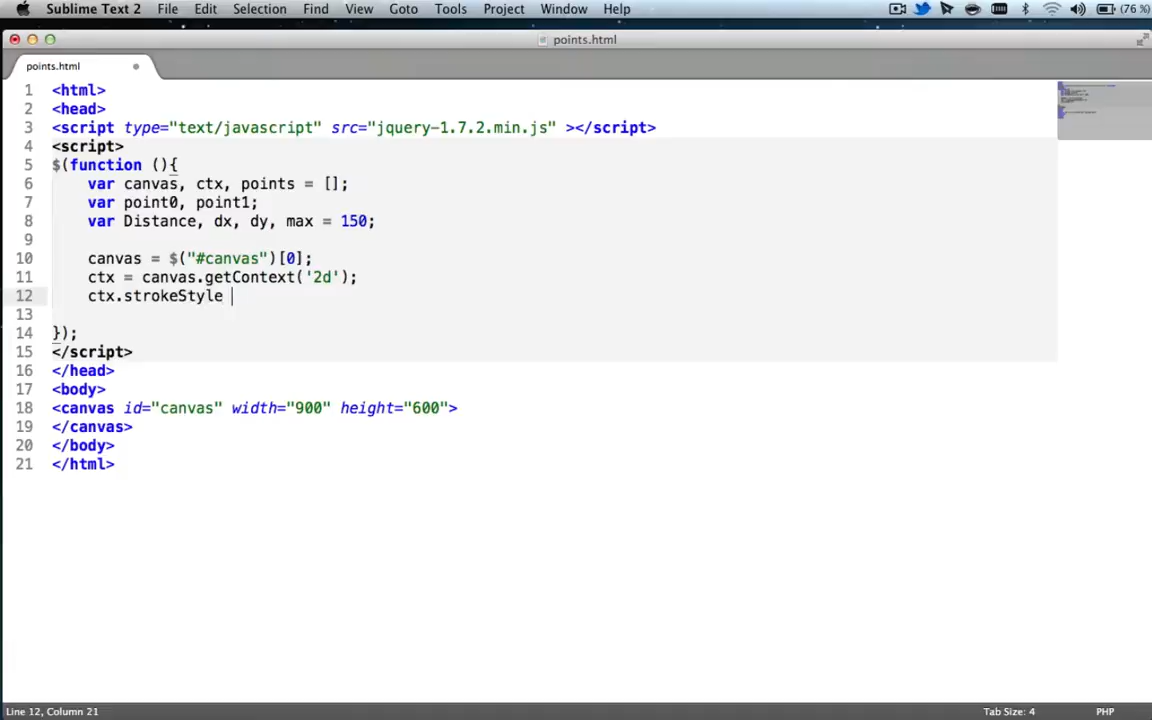 Sublime Text 2 File Edit Selection Find View Goto Tools Project Window Help (76 %)
points.html
points.html
1 <html>
2 <head>
3 <script type="text/javascript" src="jquery-1.7.2.min.js" ></script>
4 <script>
5 $(function (){
6 var canvas, ctx, points = [];
7 var point0, point1;
8 var Distance, dx, dy, max = 150;
9
10 canvas = $("#canvas")[0];
11 ctx = canvas.getContext('2d');
12 ctx.strokeStyle
13
14 });
15 </script>
16 </head>
17 <body>
18 <canvas id="canvas" width="900" height="600">
19 </canvas>
20 </body>
21 </html>
Line 12, Column 21 Tab Size: 4 PHP